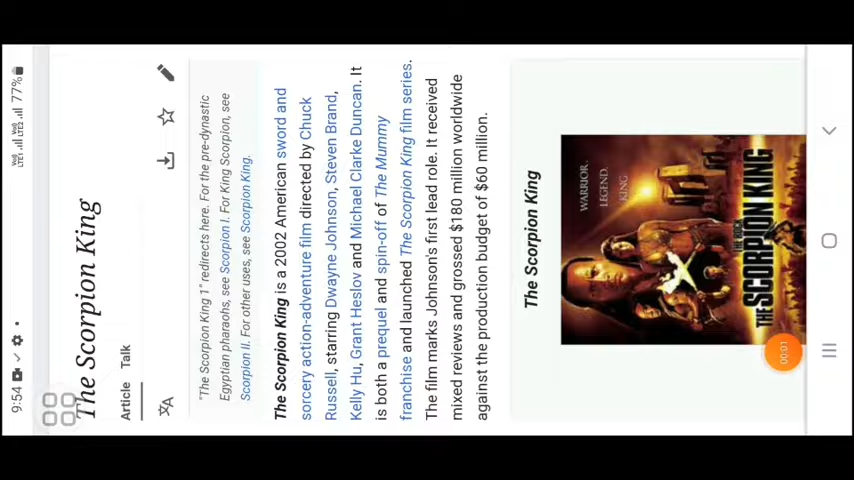 9:54
LTE1 LTE2 77%
The Scorpion King
Article Talk
"The Scorpion King 1" redirects here. For the pre-dynastic
Egyptian pharaohs, see Scorpion I. For King Scorpion, see
Scorpion II. For other uses, see Scorpion King.
The Scorpion King is a 2002 American sword and
sorcery action-adventure film directed by Chuck
Russell, starring Dwayne Johnson, Steven Brand,
Kelly Hu, Grant Heslov and Michael Clarke Duncan. It
is both a prequel and spin-off of The Mummy
franchise and launched The Scorpion King film series.
The film marks Johnson's first lead role. It received
mixed reviews and grossed $180 million worldwide
against the production budget of $60 million.
The Scorpion King
WARRIOR.
LEGEND.
KING.
THE ROCK
THE SCORPION KING
00:01